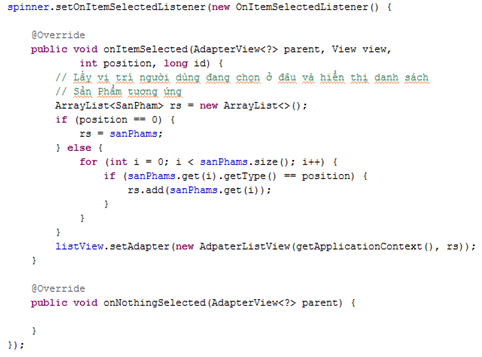 spinner.setOnItemSelectedListener(new OnItemSelectedListener() {
@Override
public void onItemSelected(AdapterView<?> parent, View view,
int position, long id) {
// Lấy vị trí người dùng đang chọn ở đâu và hiển thị danh sách
// Sản Phẩm tương ứng
ArrayList<SanPham> rs = new ArrayList<>();
if (position == 0) {
rs = sanPhams;
} else {
for (int i = 0; i < sanPhams.size(); i++) {
if (sanPhams.get(i).getType() == position) {
rs.add(sanPhams.get(i));
}
}
}
listView.setAdapter(new AdpaterListView(getApplicationContext(), rs));
}
@Override
public void onNothingSelected(AdapterView<?> parent) {
}
});